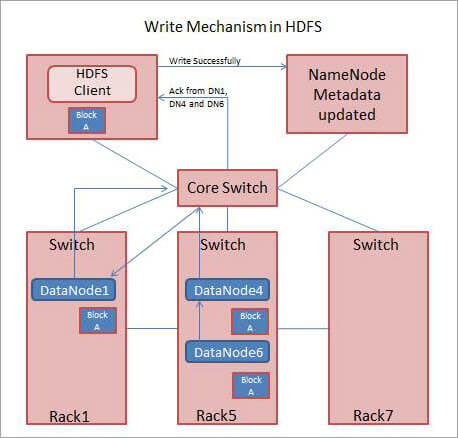 Write Mechanism in HDFS
HDFS
Client
Block
A
Write Successfully
Ack from DN1,
DN4 and DN6
NameNode
Metadata
updated
Core Switch
Switch
DataNode1
Block
A
Rack1
Switch
DataNode4
Block
A
DataNode6
Block
A
Rack5
Switch
Rack7